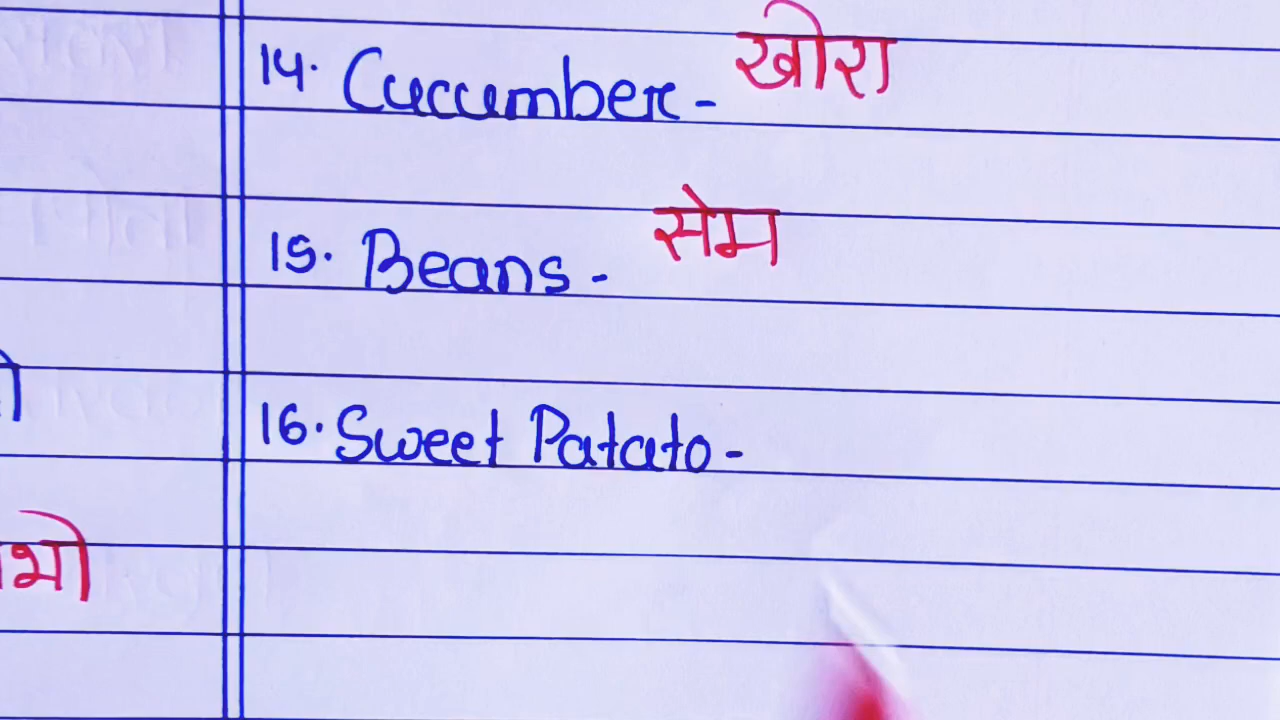 14. Cucumber - खीरा
15. Beans - सेम
16. Sweet Patato -